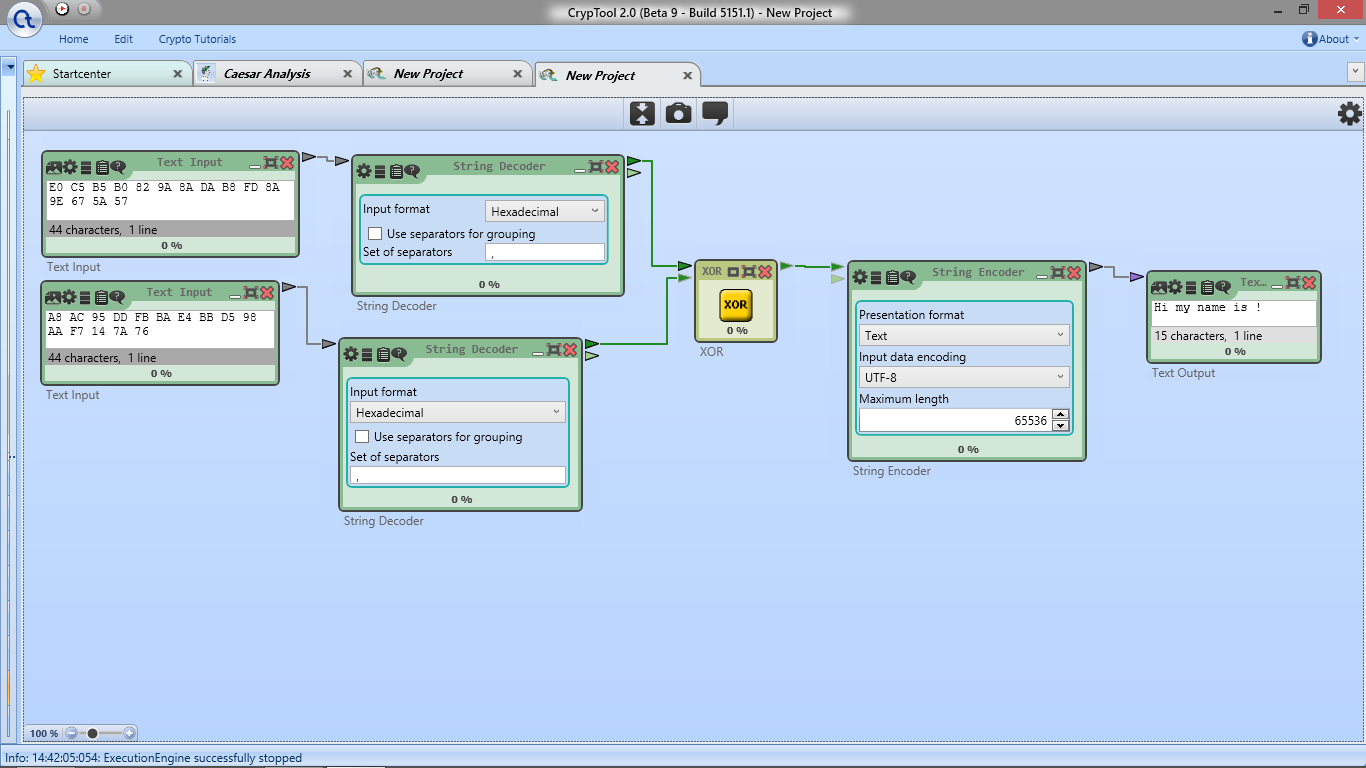 CrypTool 2.0 (Beta 9 - Build 5151.1) - New Project
Home Edit Crypto Tutorials About
Startcenter Caesar Analysis New Project New Project
Text Input
E0 C5 B5 B0 82 9A 8A DA B8 FD 8A
9E 67 5A 57
44 characters, 1 line
0 %
Text Input
Text Input
A8 AC 95 DD FB BA E4 BB D5 98
AA F7 14 7A 76
44 characters, 1 line
0 %
Text Input
String Decoder
Input format Hexadecimal
Use separators for grouping
Set of separators ,
0 %
String Decoder
String Decoder
Input format
Hexadecimal
Use separators for grouping
Set of separators
,
0 %
String Decoder
XOR
XOR
0 %
XOR
String Encoder
Presentation format
Text
Input data encoding
UTF-8
Maximum length
65536
0 %
String Encoder
Tex...
Hi my name is !
15 characters, 1 line
0 %
Text Output
100 %
Info: 14:42:05:054: ExecutionEngine successfully stopped